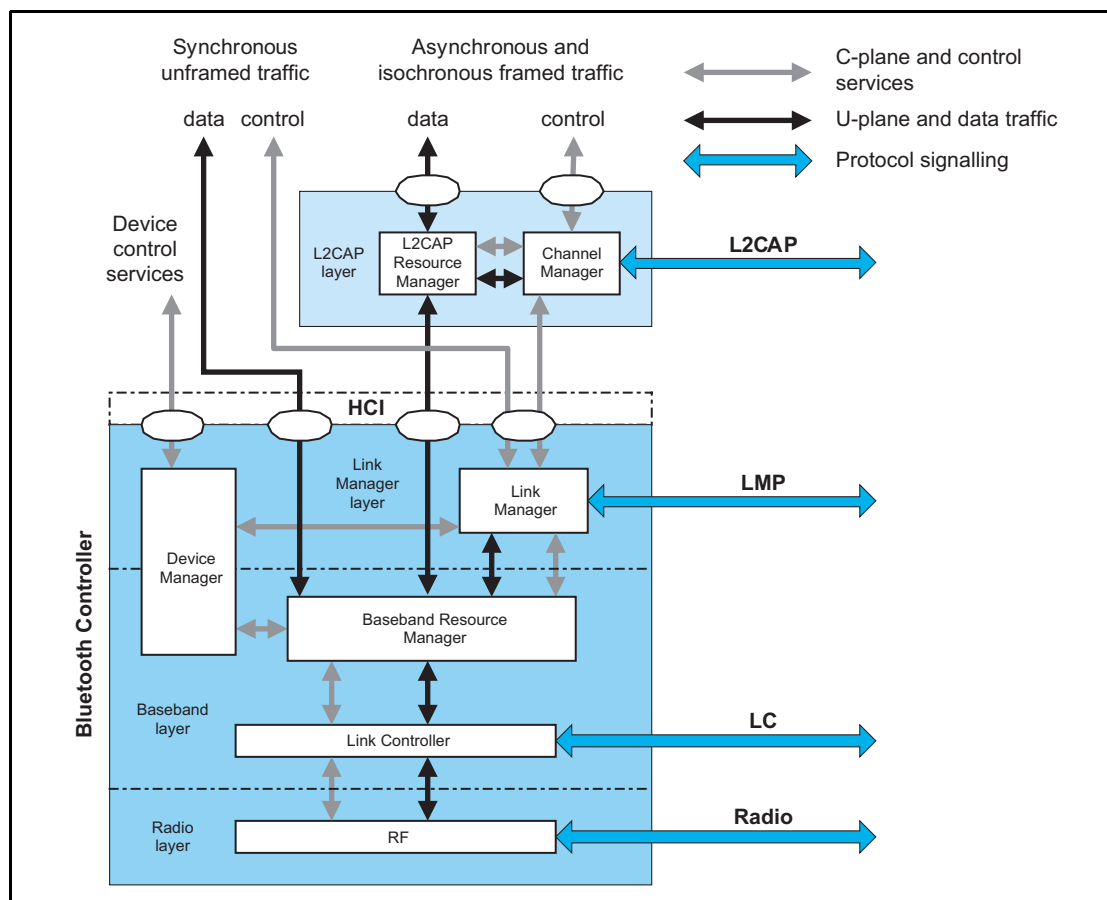 Synchronous
unframed traffic
Asynchronous and
isochronous framed traffic
C-plane and control
services
U-plane and data traffic
Protocol signalling
data
control
data
control
Device
control
services
L2CAP
layer
L2CAP
Resource
Manager
Channel
Manager
L2CAP
HCI
Link
Manager
layer
Link
Manager
LMP
Device
Manager
Baseband Resource
Manager
Bluetooth Controller
Baseband
layer
Link Controller
LC
Radio
layer
RF
Radio